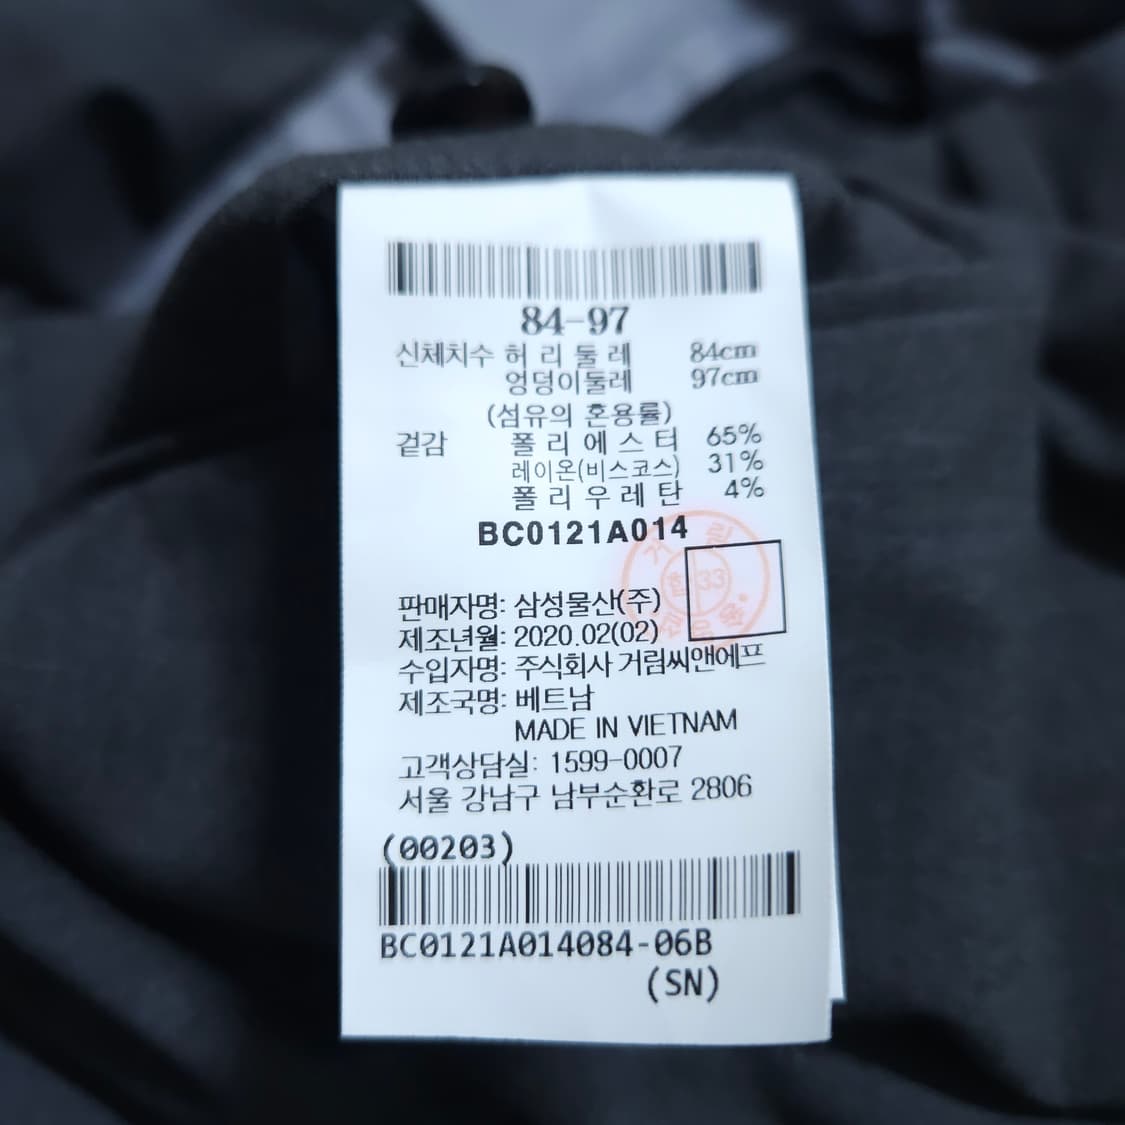 84-97
신체치수 허리둘레 84cm
엉덩이둘레 97cm
(섬유의 혼용률)
겉감 폴리에스터 65%
레이온(비스코스) 31%
폴리우레탄 4%
BC0121A014
판매자명: 삼성물산(주)
제조년월: 2020.02(02)
수입자명: 주식회사 거림씨앤에프
제조국명: 베트남
MADE IN VIETNAM
고객상담실: 1599-0007
서울 강남구 남부순환로 2806
(00203)
BC0121A014084-06B
(SN)